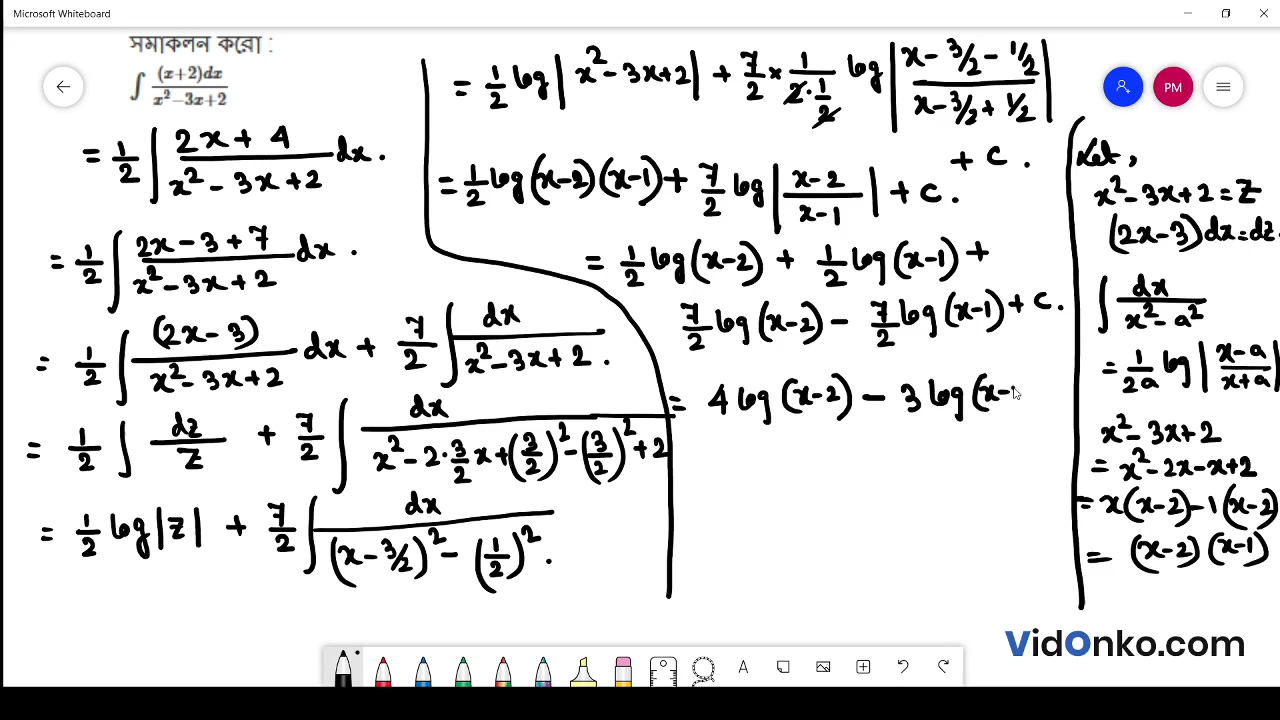 Microsoft Whiteboard
সমাকলন করো :
∫ (x+2)dx / x²−3x+2
= 1/2 ∫ 2x + 4 / x² − 3x + 2 dx .
= 1/2 ∫ 2x − 3 + 7 / x² − 3x + 2 dx .
= 1/2 ∫ (2x − 3) / x² − 3x + 2 dx + 7/2 ∫ dx / x² − 3x + 2 .
= 1/2 ∫ dz / z + 7/2 ∫ dx / x² − 2·3/2 x + (3/2)² − (3/2)² + 2
= 1/2 log |z| + 7/2 ∫ dx / (x − 3/2)² − (1/2)² .
= 1/2 log | x² − 3x + 2 | + 7/2 × 1 / 2·1/2 log | x − 3/2 − 1/2 / x − 3/2 + 1/2 |
+ c .
= 1/2 log (x−2) (x−1) + 7/2 log | x−2 / x−1 | + c .
= 1/2 log (x−2) + 1/2 log (x−1) +
7/2 log (x−2) − 7/2 log (x−1) + c .
= 4 log (x−2) − 3 log (x−
Let ,
x² − 3x + 2 = z
(2x − 3) dx = dz
∫ dx / x² − a²
= 1/2a log | x−a / x+a |
x² − 3x + 2
= x² − 2x − x + 2
= x (x−2) − 1 (x−2)
= (x−2) (x−1)
PM
VidOnko.com
A